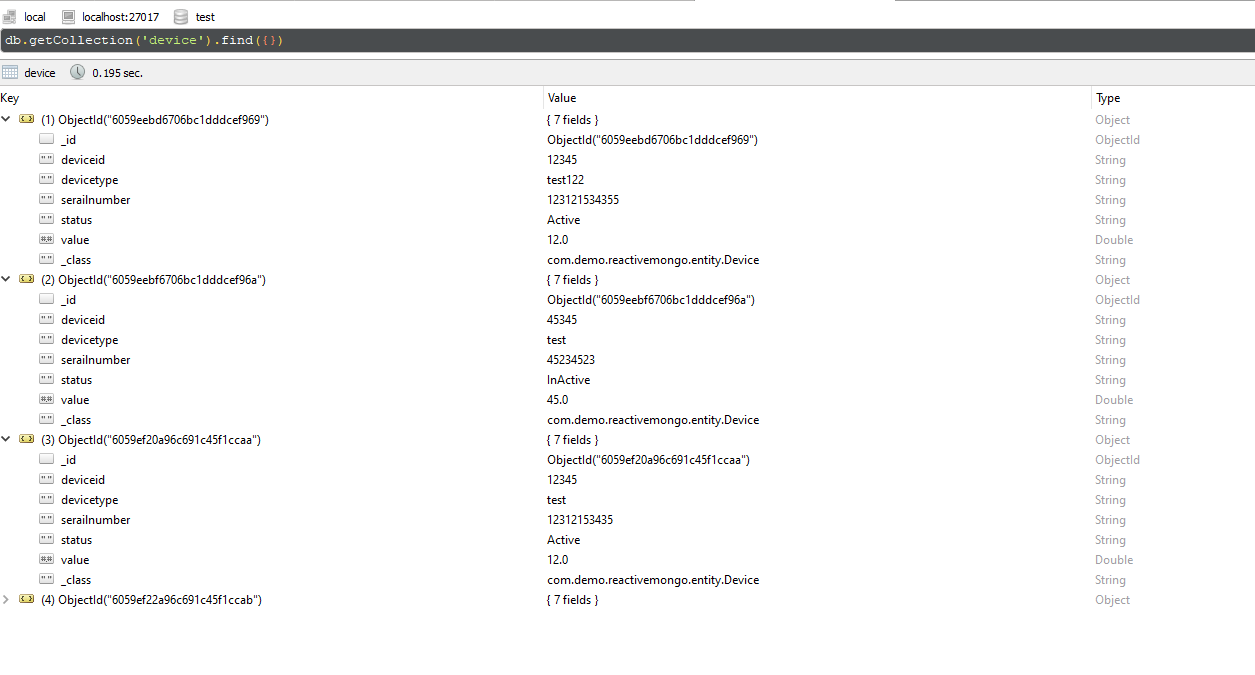 local localhost:27017 test
db.getCollection('device').find({})
device 0.195 sec.
Key Value Type
(1) ObjectId("6059eebd6706bc1dddcef969") { 7 fields } Object
_id ObjectId("6059eebd6706bc1dddcef969") ObjectId
deviceid 12345 String
devicetype test122 String
serailnumber 123121534355 String
status Active String
value 12.0 Double
_class com.demo.reactivemongo.entity.Device String
(2) ObjectId("6059eebf6706bc1dddcef96a") { 7 fields } Object
_id ObjectId("6059eebf6706bc1dddcef96a") ObjectId
deviceid 45345 String
devicetype test String
serailnumber 45234523 String
status InActive String
value 45.0 Double
_class com.demo.reactivemongo.entity.Device String
(3) ObjectId("6059ef20a96c691c45f1ccaa") { 7 fields } Object
_id ObjectId("6059ef20a96c691c45f1ccaa") ObjectId
deviceid 12345 String
devicetype test String
serailnumber 12312153435 String
status Active String
value 12.0 Double
_class com.demo.reactivemongo.entity.Device String
(4) ObjectId("6059ef22a96c691c45f1ccab") { 7 fields } Object